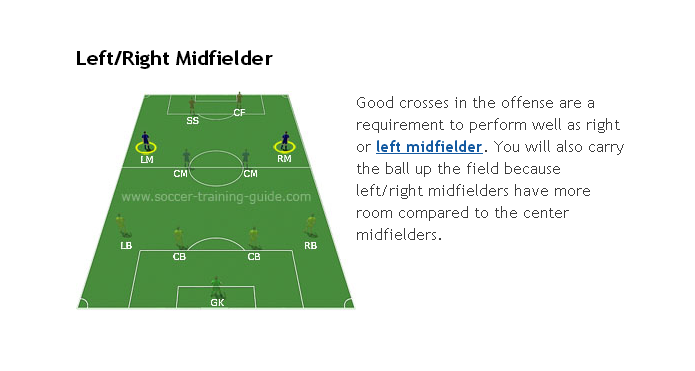 Left/Right Midfielder
SS CF
LM RM
CM CM
www.soccer-training-guide.com
LB RB
CB CB
GK
Good crosses in the offense are a
requirement to perform well as right
or left midfielder. You will also carry
the ball up the field because
left/right midfielders have more
room compared to the center
midfielders.